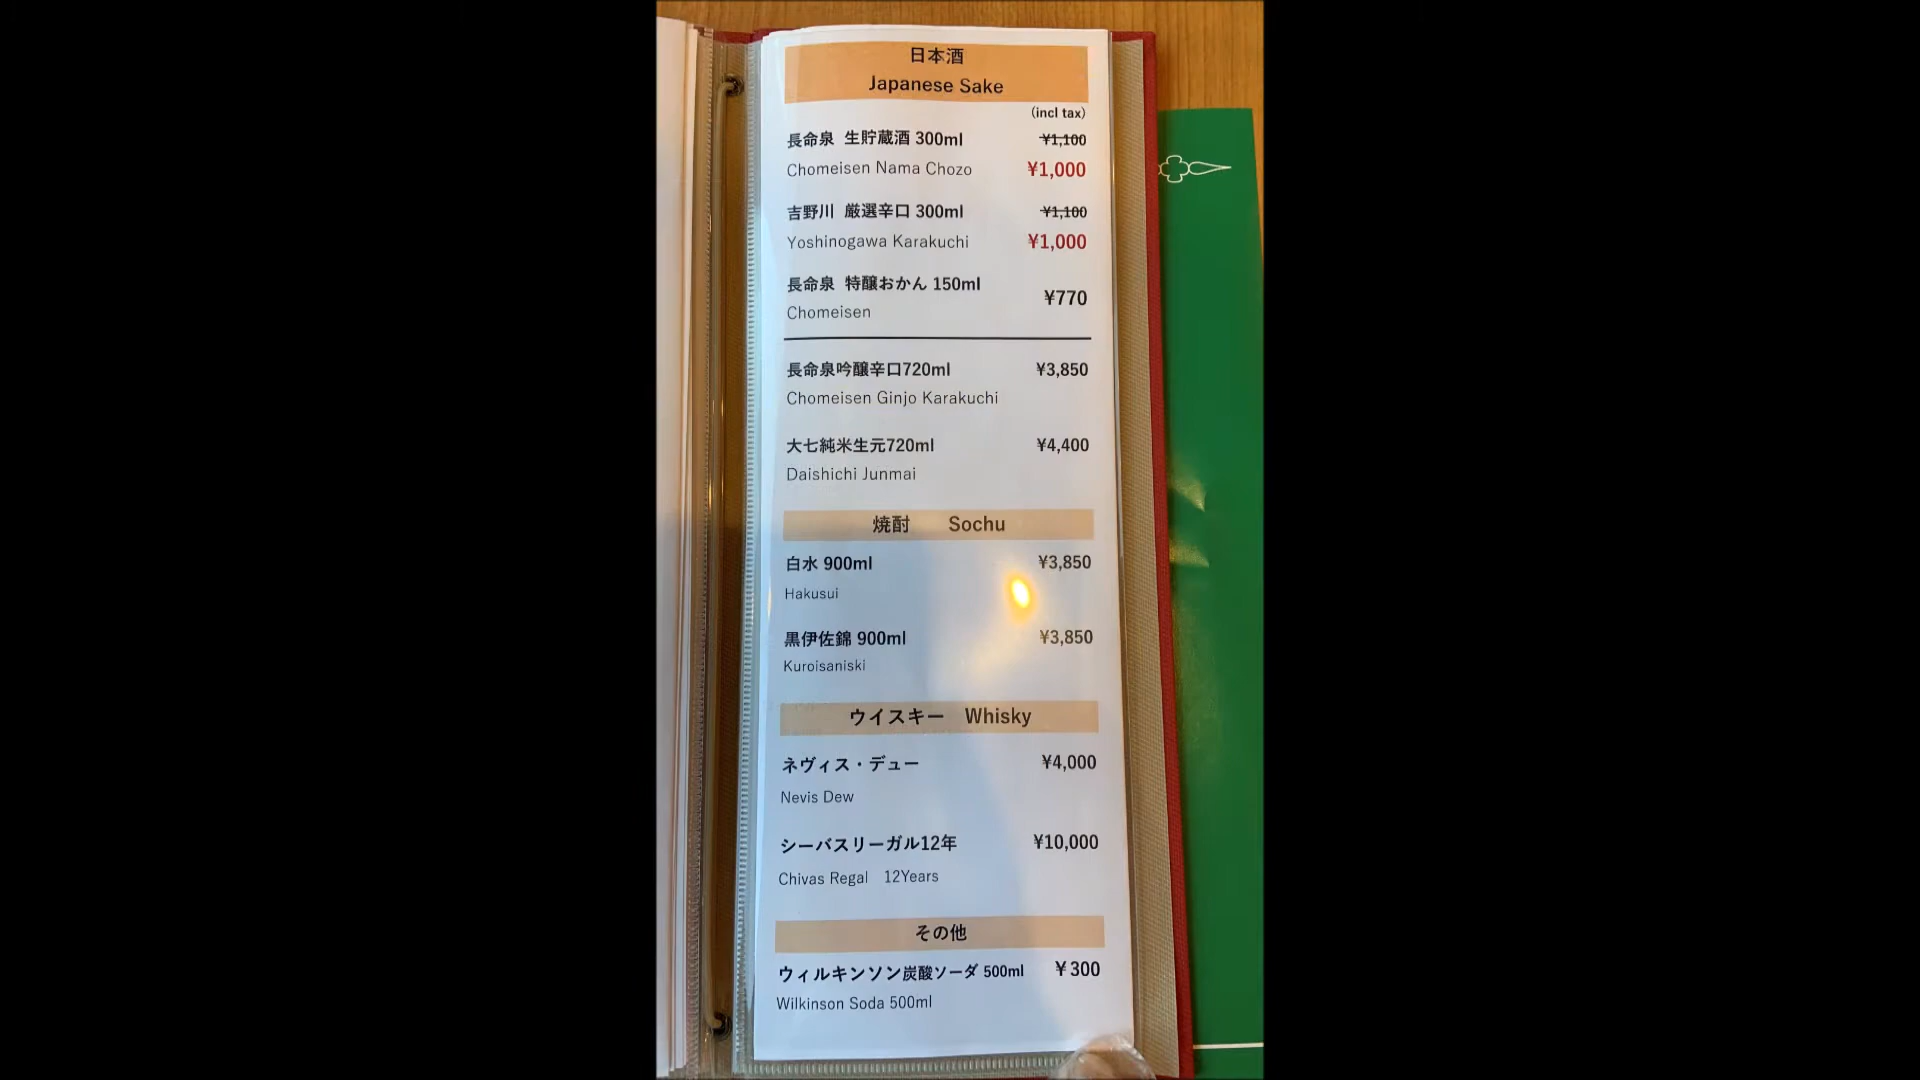 日本酒
Japanese Sake
(incl tax)
長命泉 生貯蔵酒 300ml ¥1,100
Chomeisen Nama Chozo ¥1,000
吉野川 厳選辛口 300ml ¥1,100
Yoshinogawa Karakuchi ¥1,000
長命泉 特醸おかん 150ml ¥770
Chomeisen
長命泉吟醸辛口720ml ¥3,850
Chomeisen Ginjo Karakuchi
大七純米生元720ml ¥4,400
Daishichi Junmai
焼酎 Sochu
白水 900ml ¥3,850
Hakusui
黒伊佐錦 900ml ¥3,850
Kuroisaniski
ウイスキー Whisky
ネヴィス・デュー ¥4,000
Nevis Dew
シーバスリーガル12年 ¥10,000
Chivas Regal 12Years
その他
ウィルキンソン炭酸ソーダ 500ml ¥300
Wilkinson Soda 500ml